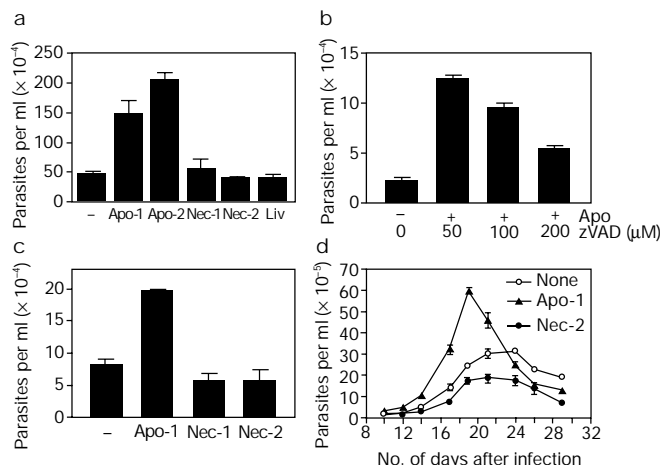 a
Parasites per ml (× 10⁻⁴)
250
200
150
100
50
0
– Apo-1 Apo-2 Nec-1 Nec-2 Liv
b
Parasites per ml (× 10⁻⁴)
15
10
5
0
– + + + Apo
0 50 100 200 zVAD (μM)
c
Parasites per ml (× 10⁻⁴)
20
15
10
5
0
– Apo-1 Nec-1 Nec-2
d
Parasites per ml (× 10⁻⁵)
70
60
50
40
30
20
10
0
None
Apo-1
Nec-2
8 12 16 20 24 28 32
No. of days after infection